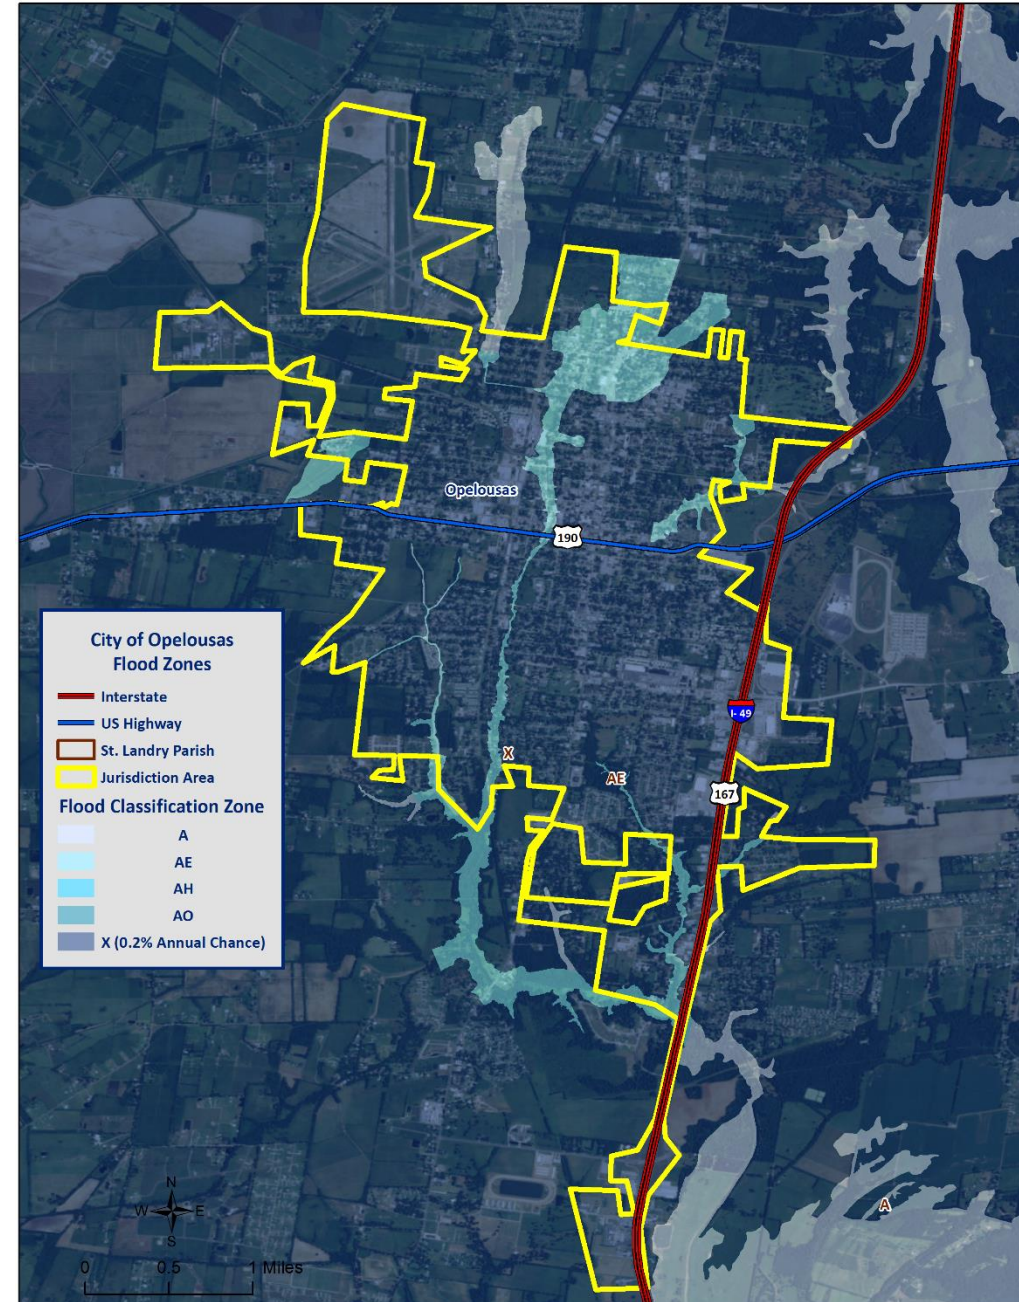 Opelousas
190
City of Opelousas
Flood Zones
Interstate
US Highway
St. Landry Parish
Jurisdiction Area
Flood Classification Zone
A
AE
AH
AO
X (0.2% Annual Chance)
I-49
X
AE
167
A
N
W E
S
0 0.5 1 Miles